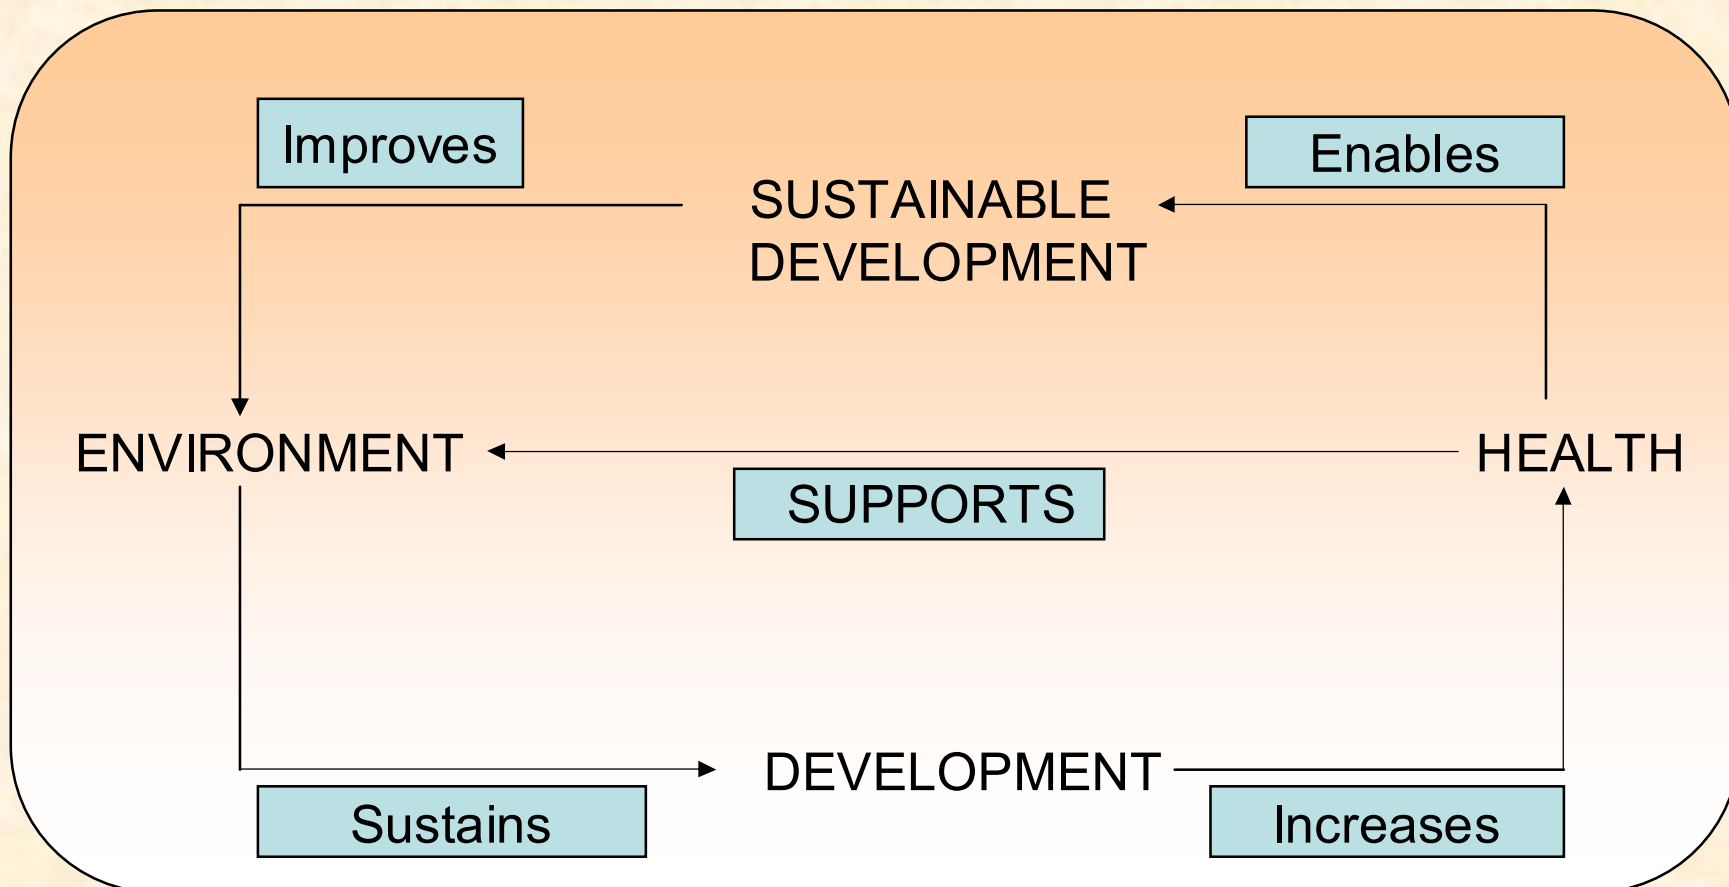 Improves
Enables
SUSTAINABLE
DEVELOPMENT
ENVIRONMENT
HEALTH
SUPPORTS
DEVELOPMENT
Sustains
Increases